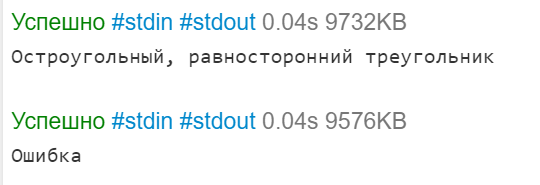 Успешно #stdin #stdout 0.04s 9732KB
Остроугольный, равносторонний треугольник
Успешно #stdin #stdout 0.04s 9576KB
Ошибка